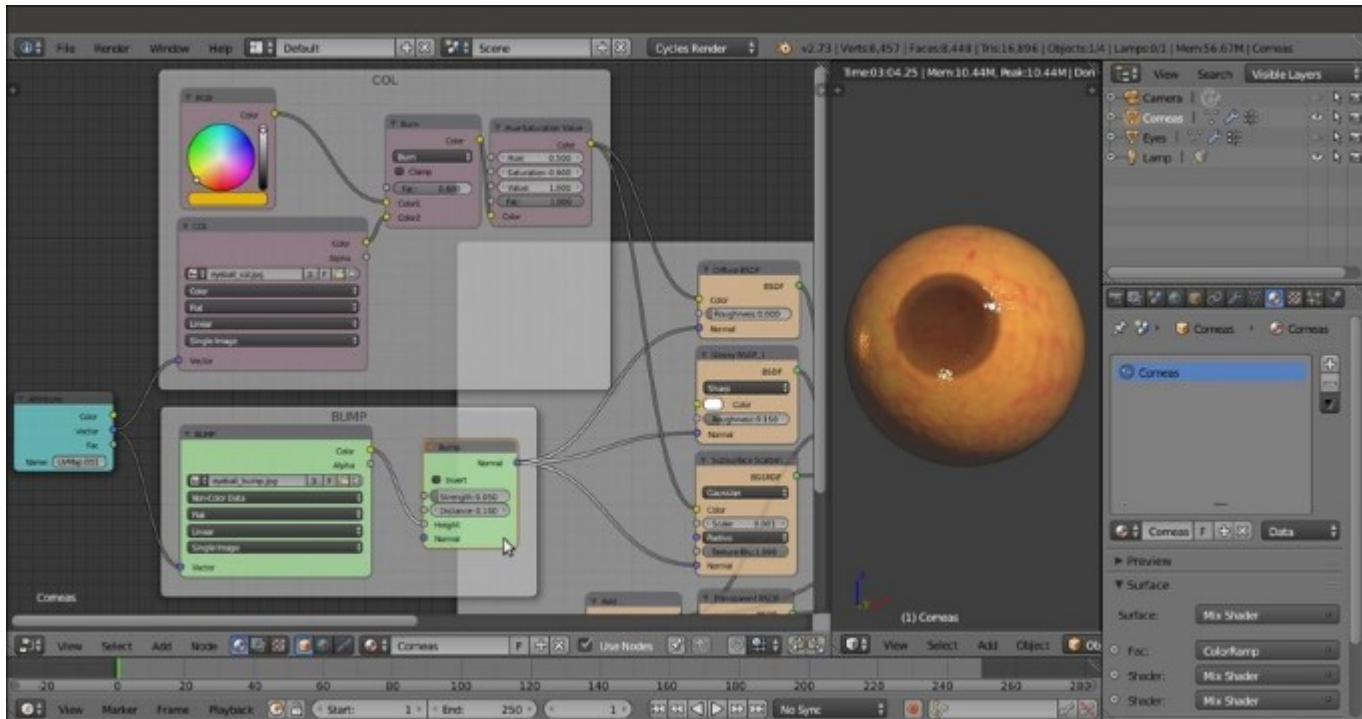 File Render Window Help Default Scene Cycles Render v2.73 | Verts:8,457 | Faces:8,448 | Tris:16,896 | Objects:1/4 | Lamps:0/1 | Mem:56.67M | Corneas
COL
RGB
Color
Burn
Color
Burn
Clamp
Fac: 0.600
Color1
Color2
Hue Saturation Value
Color
Hue: 0.500
Saturation: 0.900
Value: 1.000
Fac: 1.000
Color
COL
Color
Alpha
eyeball_col.jpg 3 F
Color
Flat
Linear
Single Image
Vector
Attribute
Color
Vector
Fac
Name: UVMap.001
BUMP
BUMP
Color
Alpha
eyeball_bump.jpg 3 F
Non-Color Data
Flat
Linear
Single Image
Vector
Bump
Normal
Invert
Strength: 0.050
Distance: 0.100
Height
Normal
Diffuse BSDF
BSDF
Color
Roughness: 0.000
Normal
Glossy BSDF_1
BSDF
Sharp
Color
Roughness: 0.150
Normal
Subsurface Scatteri
BSSRDF
Gaussian
Color
Scale: 0.001
Radius
Texture Blu: 1.000
Normal
Add
Transparent BSDF
Corneas
Time:03:04.25 | Mem:10.44M, Peak:10.44M | Don
(1) Corneas
View Search Visible Layers
Camera
Corneas
Eyes
Lamp
Corneas Corneas
Corneas
Corneas F Data
Preview
Surface
Surface: Mix Shader
Fac: ColorRamp
Shader: Mix Shader
Shader: Mix Shader
View Select Add Node Corneas F Use Nodes
View Select Add Object Ob
-20 0 20 40 60 80 100 120 140 160 180 200 220 240 260 280
View Marker Frame Playback Start: 1 End: 250 1 No Sync